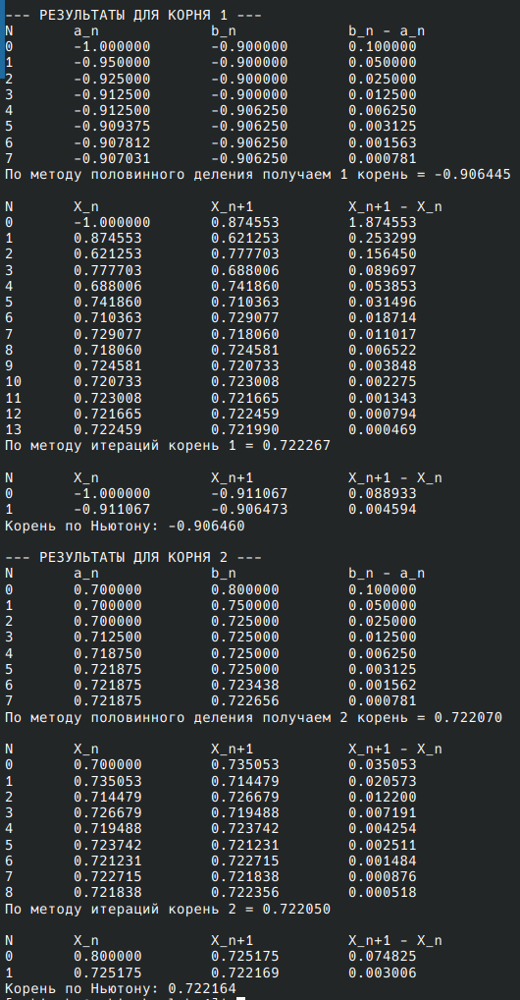 --- РЕЗУЛЬТАТЫ ДЛЯ КОРНЯ 1 ---
N a_n b_n b_n - a_n
0 -1.000000 -0.900000 0.100000
1 -0.950000 -0.900000 0.050000
2 -0.925000 -0.900000 0.025000
3 -0.912500 -0.900000 0.012500
4 -0.912500 -0.906250 0.006250
5 -0.909375 -0.906250 0.003125
6 -0.907812 -0.906250 0.001563
7 -0.907031 -0.906250 0.000781
По методу половинного деления получаем 1 корень = -0.906445
N X_n X_n+1 X_n+1 - X_n
0 -1.000000 0.874553 1.874553
1 0.874553 0.621253 0.253299
2 0.621253 0.777703 0.156450
3 0.777703 0.688006 0.089697
4 0.688006 0.741860 0.053853
5 0.741860 0.710363 0.031496
6 0.710363 0.729077 0.018714
7 0.729077 0.718060 0.011017
8 0.718060 0.724581 0.006522
9 0.724581 0.720733 0.003848
10 0.720733 0.723008 0.002275
11 0.723008 0.721665 0.001343
12 0.721665 0.722459 0.000794
13 0.722459 0.721990 0.000469
По методу итераций корень 1 = 0.722267
N X_n X_n+1 X_n+1 - X_n
0 -1.000000 -0.911067 0.088933
1 -0.911067 -0.906473 0.004594
Корень по Ньютону: -0.906460
--- РЕЗУЛЬТАТЫ ДЛЯ КОРНЯ 2 ---
N a_n b_n b_n - a_n
0 0.700000 0.800000 0.100000
1 0.700000 0.750000 0.050000
2 0.700000 0.725000 0.025000
3 0.712500 0.725000 0.012500
4 0.718750 0.725000 0.006250
5 0.721875 0.725000 0.003125
6 0.721875 0.723438 0.001562
7 0.721875 0.722656 0.000781
По методу половинного деления получаем 2 корень = 0.722070
N X_n X_n+1 X_n+1 - X_n
0 0.700000 0.735053 0.035053
1 0.735053 0.714479 0.020573
2 0.714479 0.726679 0.012200
3 0.726679 0.719488 0.007191
4 0.719488 0.723742 0.004254
5 0.723742 0.721231 0.002511
6 0.721231 0.722715 0.001484
7 0.722715 0.721838 0.000876
8 0.721838 0.722356 0.000518
По методу итераций корень 2 = 0.722050
N X_n X_n+1 X_n+1 - X_n
0 0.800000 0.725175 0.074825
1 0.725175 0.722169 0.003006
Корень по Ньютону: 0.722164